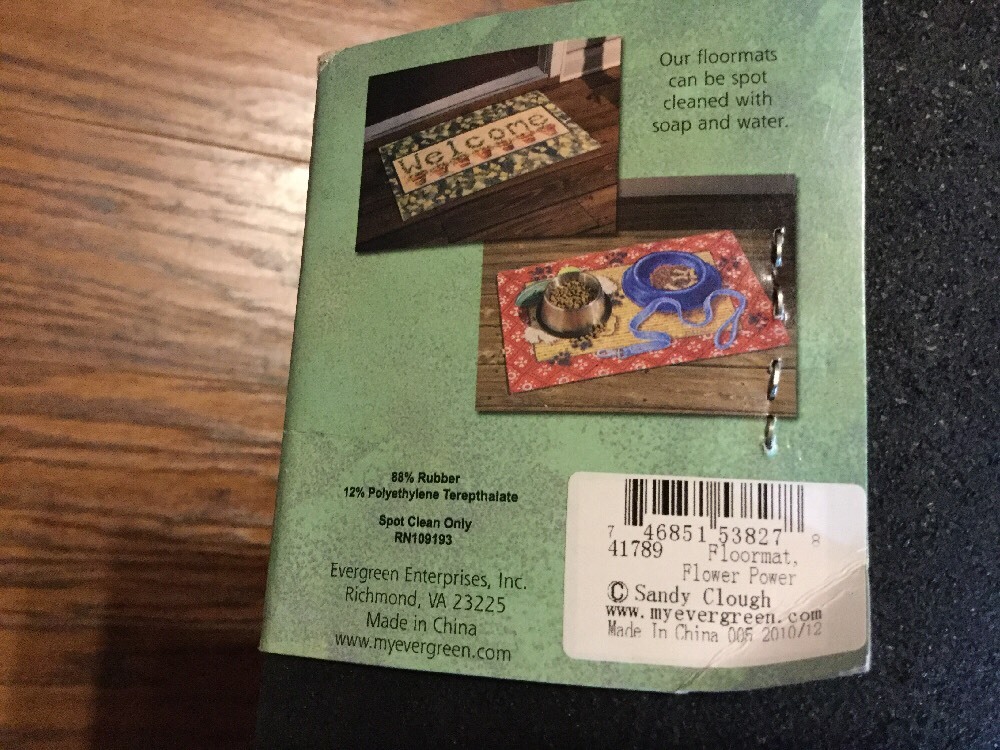 Our floormats
can be spot
cleaned with
soap and water.
Welcome
88% Rubber
12% Polyethylene Terepthalate
Spot Clean Only
RN109193
Evergreen Enterprises, Inc.
Richmond, VA 23225
Made in China
www.myevergreen.com
7 46851 53827 8
41789 Floormat,
Flower Power
© Sandy Clough
www.myevergreen.com
Made In China 005 2010/12